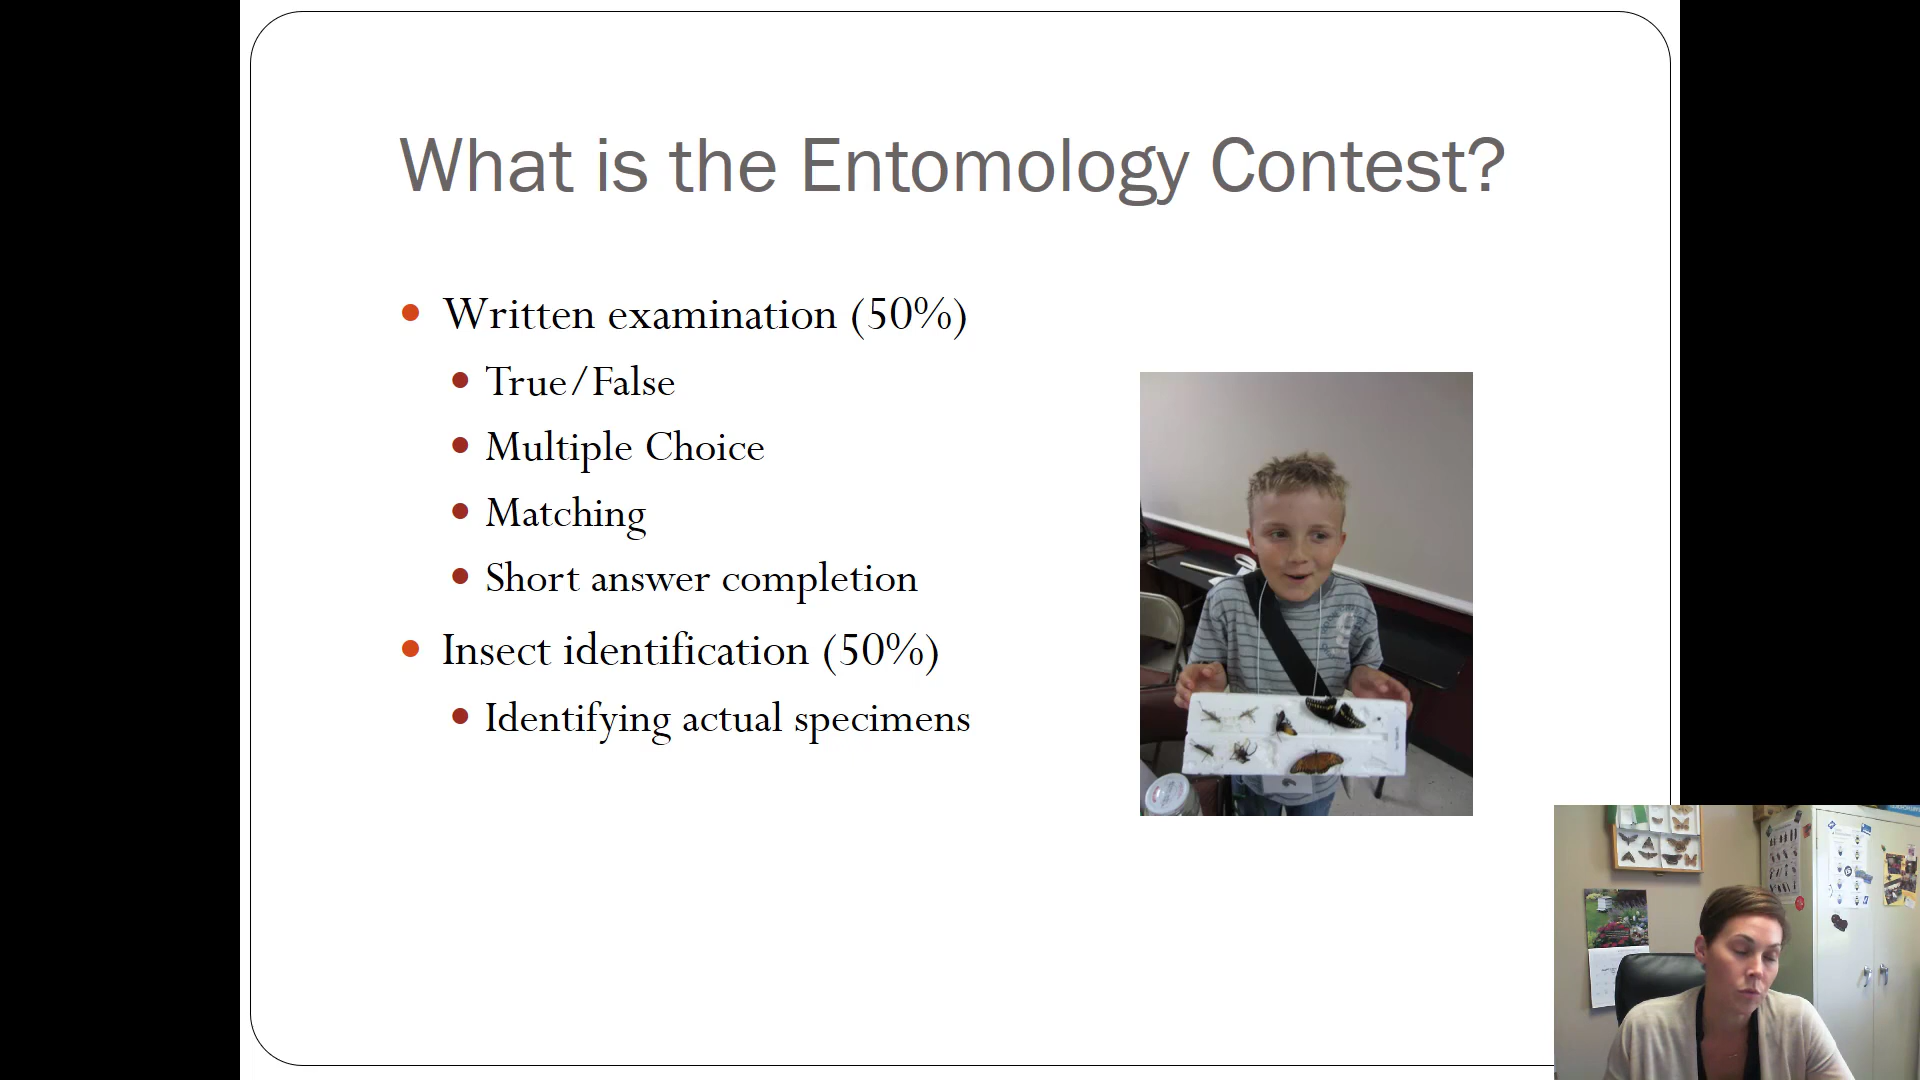 What is the Entomology Contest?
Written examination (50%)
True/False
Multiple Choice
Matching
Short answer completion
Insect identification (50%)
Identifying actual specimens